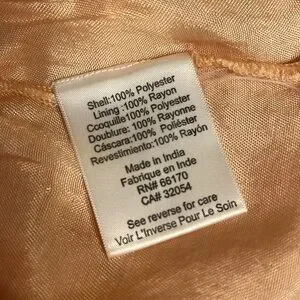 Shell:100% Polyester
Lining :100% Rayon
Ccoquille:100% Polyester
Doublure: 100% Rayonne
Cáscara:100% Poliéster
Revestimiento:100% Rayón
Made in India
Fabrique en Inde
RN# 66170
CA# 32054
See reverse for care
Voir L'Inverse Pour Le Soin